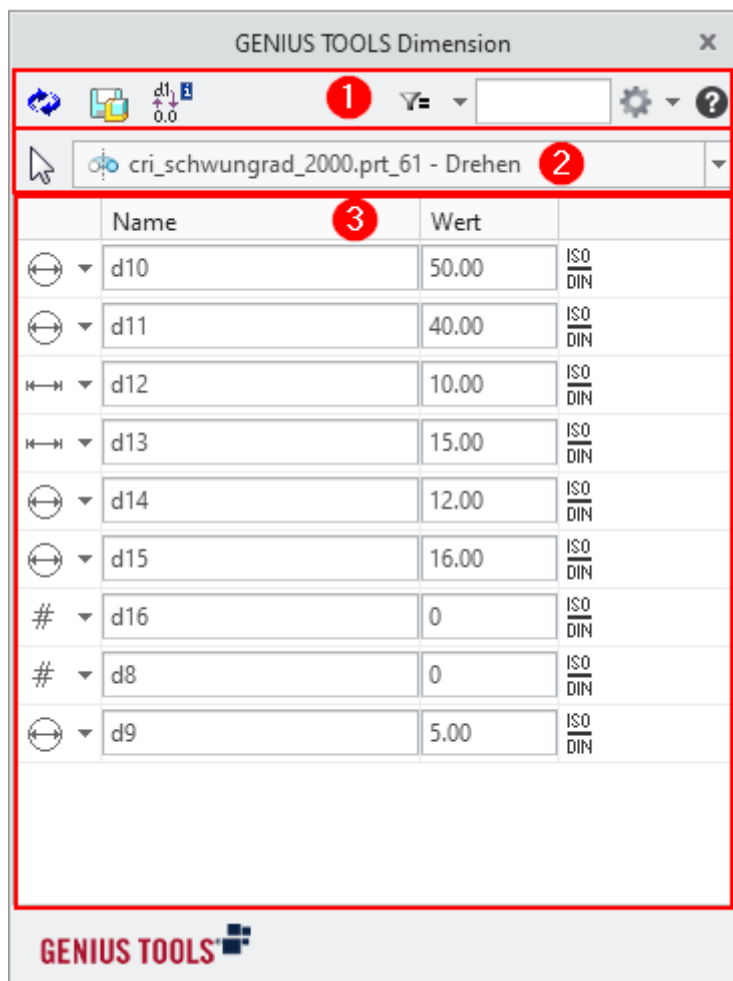 GENIUS TOOLS Dimension
d1 i
0.0
1
cri_schwungrad_2000.prt_61 - Drehen 2
Name 3 Wert
d10 50.00 ISO DIN
d11 40.00 ISO DIN
d12 10.00 ISO DIN
d13 15.00 ISO DIN
d14 12.00 ISO DIN
d15 16.00 ISO DIN
# d16 0 ISO DIN
# d8 0 ISO DIN
d9 5.00 ISO DIN
GENIUS TOOLS